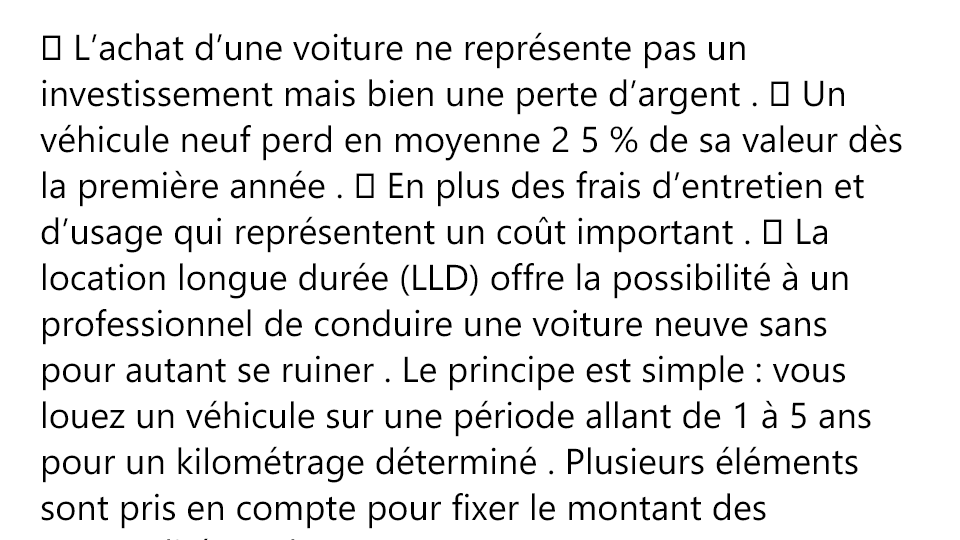 ▯ L’achat d’une voiture ne représente pas un
investissement mais bien une perte d’argent . ▯ Un
véhicule neuf perd en moyenne 2 5 % de sa valeur dès
la première année . ▯ En plus des frais d’entretien et
d’usage qui représentent un coût important . ▯ La
location longue durée (LLD) offre la possibilité à un
professionnel de conduire une voiture neuve sans
pour autant se ruiner . Le principe est simple : vous
louez un véhicule sur une période allant de 1 à 5 ans
pour un kilométrage déterminé . Plusieurs éléments
sont pris en compte pour fixer le montant des